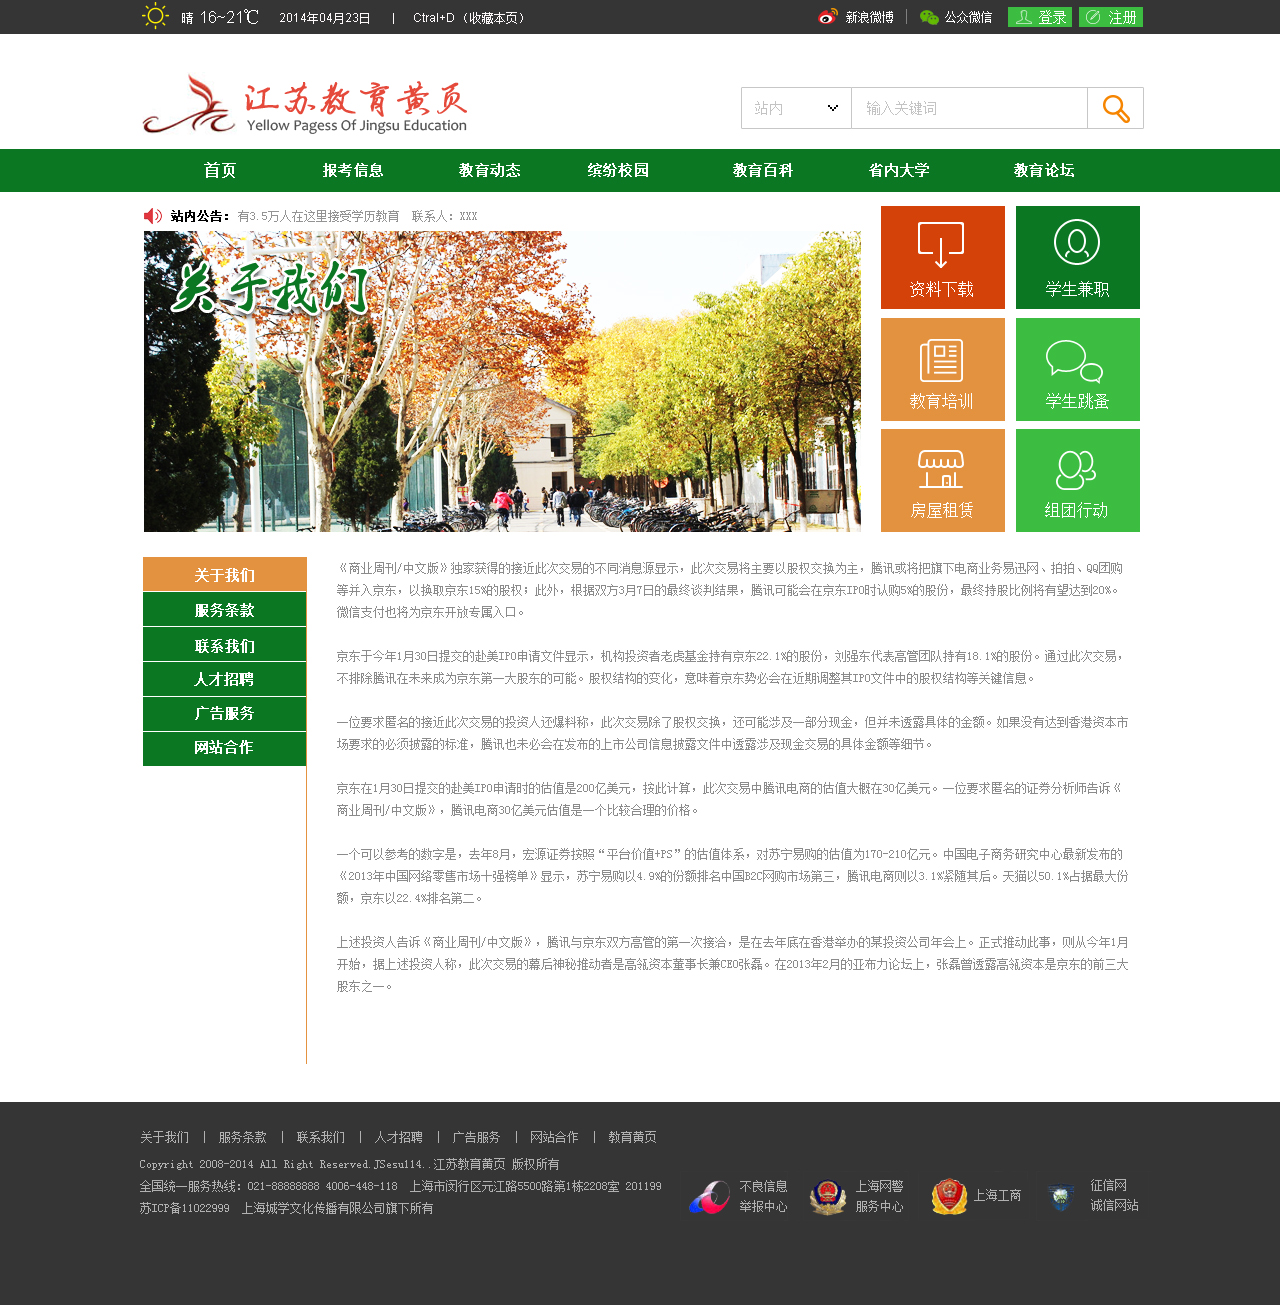 晴 16~21℃ 2014年04月23日 | Ctral+D（收藏本页） 新浪微博 | 公众微信 登录 注册
江苏教育黄页
Yellow Pagess Of Jingsu Education
站内 输入关键词
首页 报考信息 教育动态 缤纷校园 教育百科 省内大学 教育论坛
站内公告： 有3.5万人在这里接受学历教育 联系人：XXX
关于我们
资料下载 学生兼职
教育培训 学生跳蚤
房屋租赁 组团行动
关于我们
服务条款
联系我们
人才招聘
广告服务
网站合作
《商业周刊/中文版》独家获得的接近此次交易的不同消息源显示，此次交易将主要以股权交换为主，腾讯或将把旗下电商业务易迅网、拍拍、QQ团购
等并入京东，以换取京东15%的股权；此外，根据双方3月7日的最终谈判结果，腾讯可能会在京东IPO时认购5%的股份，最终持股比例将有望达到20%。
微信支付也将为京东开放专属入口。
京东于今年1月30日提交的赴美IPO申请文件显示，机构投资者老虎基金持有京东22.1%的股份，刘强东代表高管团队持有18.1%的股份。通过此次交易，
不排除腾讯在未来成为京东第一大股东的可能。股权结构的变化，意味着京东势必会在近期调整其IPO文件中的股权结构等关键信息。
一位要求匿名的接近此次交易的投资人还爆料称，此次交易除了股权交换，还可能涉及一部分现金，但并未透露具体的金额。如果没有达到香港资本市
场要求的必须披露的标准，腾讯也未必会在发布的上市公司信息披露文件中透露涉及现金交易的具体金额等细节。
京东在1月30日提交的赴美IPO申请时的估值是200亿美元，按此计算，此次交易中腾讯电商的估值大概在30亿美元。一位要求匿名的证券分析师告诉《
商业周刊/中文版》，腾讯电商30亿美元估值是一个比较合理的价格。
一个可以参考的数字是，去年8月，宏源证券按照“平台价值+PS”的估值体系，对苏宁易购的估值为170-210亿元。中国电子商务研究中心最新发布的
《2013年中国网络零售市场十强榜单》显示，苏宁易购以4.9%的份额排名中国B2C网购市场第三，腾讯电商则以3.1%紧随其后。天猫以50.1%占据最大份
额，京东以22.4%排名第二。
上述投资人告诉《商业周刊/中文版》，腾讯与京东双方高管的第一次接洽，是在去年底在香港举办的某投资公司年会上。正式推动此事，则从今年1月
开始，据上述投资人称，此次交易的幕后神秘推动者是高瓴资本董事长兼CEO张磊。在2013年2月的亚布力论坛上，张磊曾透露高瓴资本是京东的前三大
股东之一。
关于我们 | 服务条款 | 联系我们 | 人才招聘 | 广告服务 | 网站合作 | 教育黄页
Copyright 2008-2014 All Right Reserved.JSesu114..江苏教育黄页 版权所有
全国统一服务热线：021-88888888 4006-448-118 上海市闵行区元江路5500路第1栋2208室 201199
苏ICP备11022999 上海城学文化传播有限公司旗下所有
不良信息
举报中心
上海网警
服务中心
上海工商
征信网
诚信网站